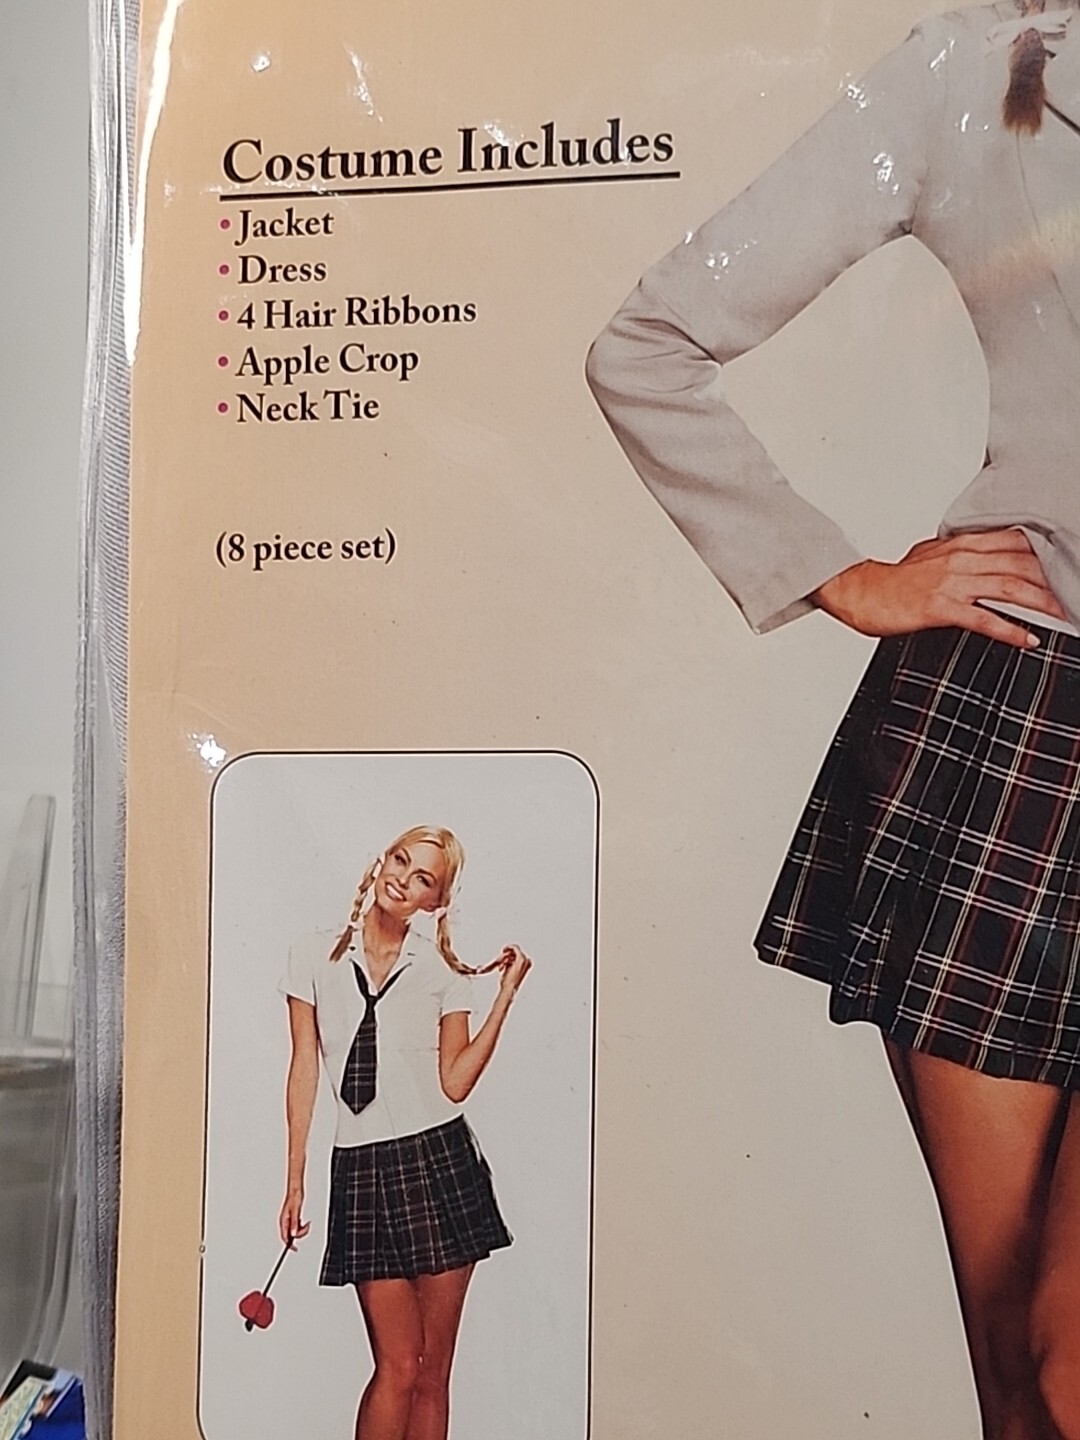 Costume Includes
• Jacket
• Dress
• 4 Hair Ribbons
• Apple Crop
• Neck Tie
(8 piece set)